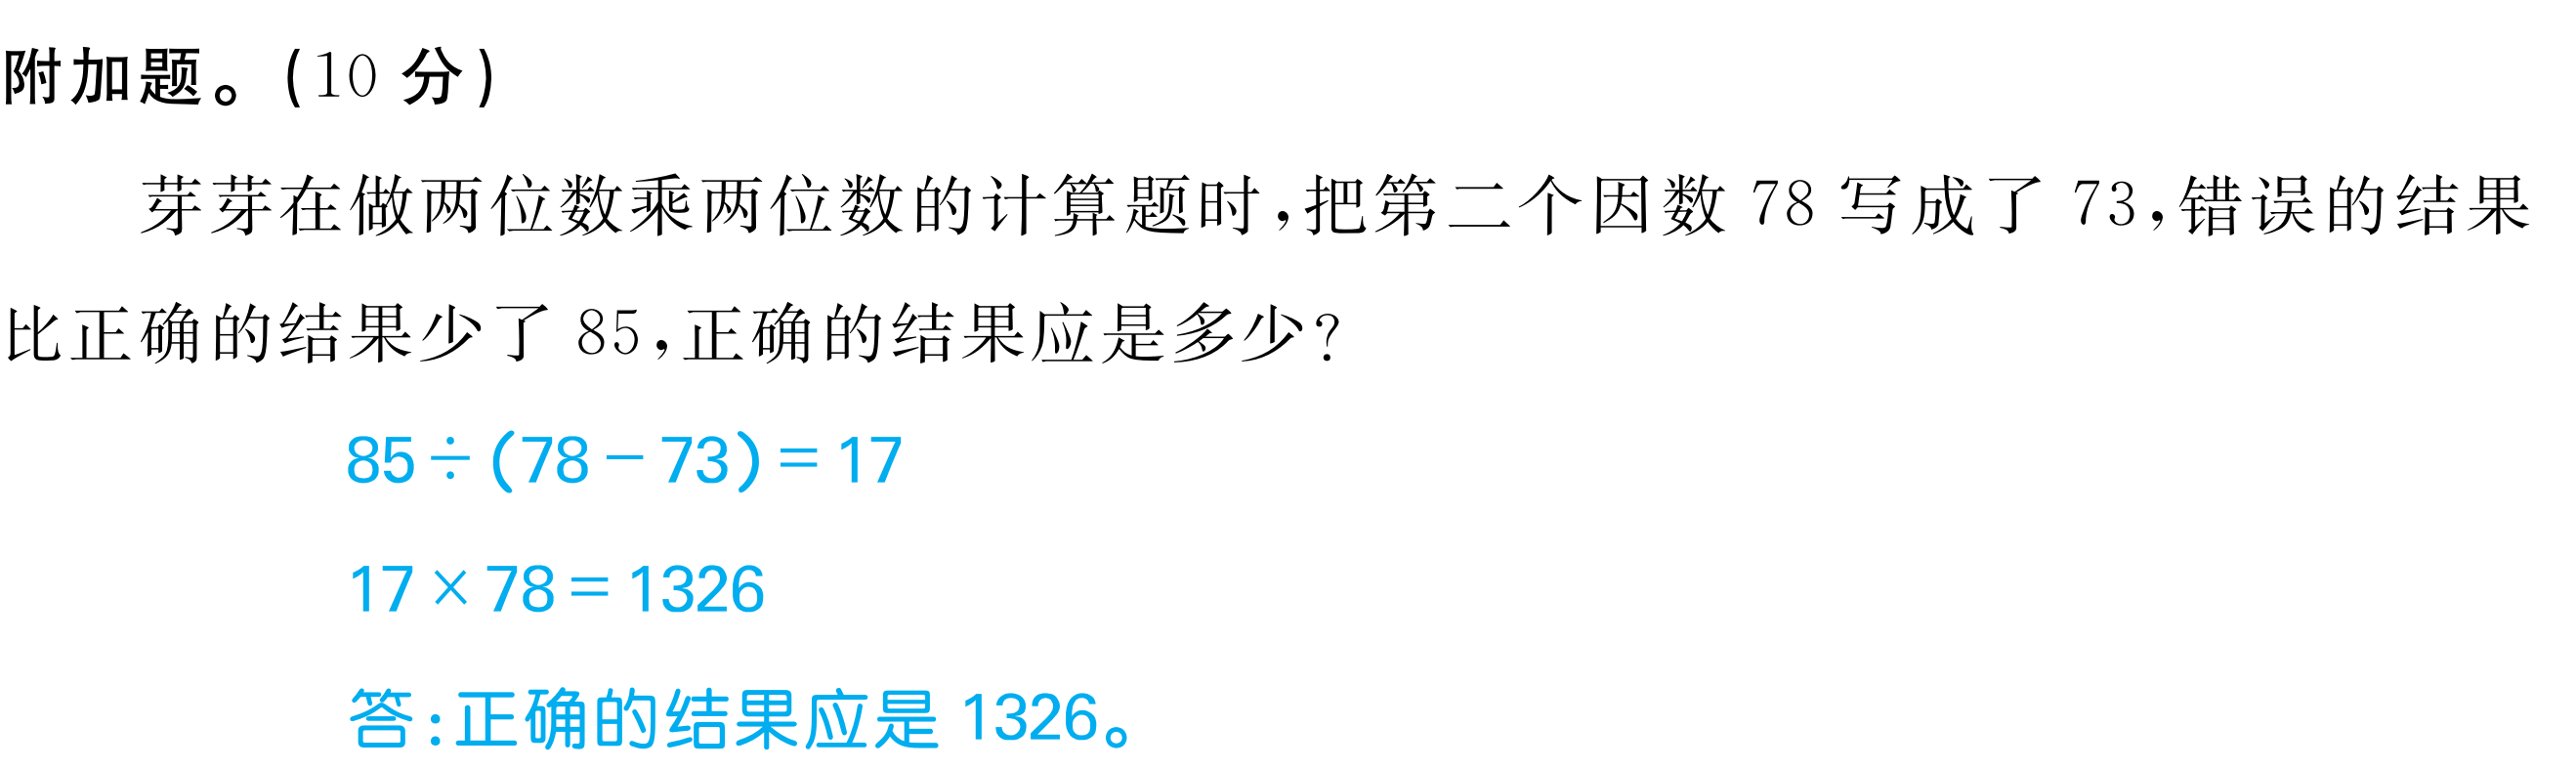 附加题。(10 分)
芽芽在做两位数乘两位数的计算题时,把第二个因数 78 写成了 73,错误的结果
比正确的结果少了 85,正确的结果应是多少?
85÷(78-73)=17
17×78=1326
答:正确的结果应是 1326。